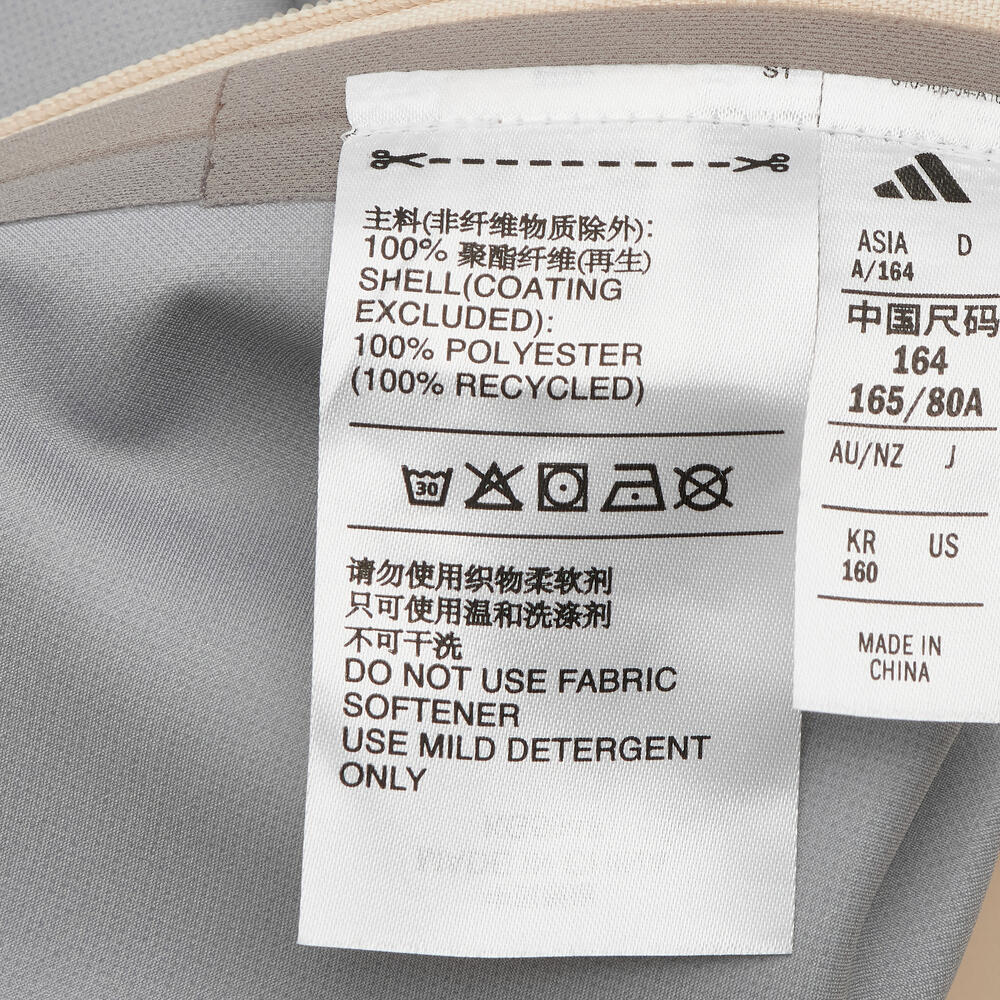 主料(非纤维物质除外):
100% 聚酯纤维(再生)
SHELL(COATING
EXCLUDED):
100% POLYESTER
(100% RECYCLED)
30
请勿使用织物柔软剂
只可使用温和洗涤剂
不可干洗
DO NOT USE FABRIC
SOFTENER
USE MILD DETERGENT
ONLY
ASIA D
A/164
中国尺码
164
165/80A
AU/NZ J
KR US
160
MADE IN
CHINA